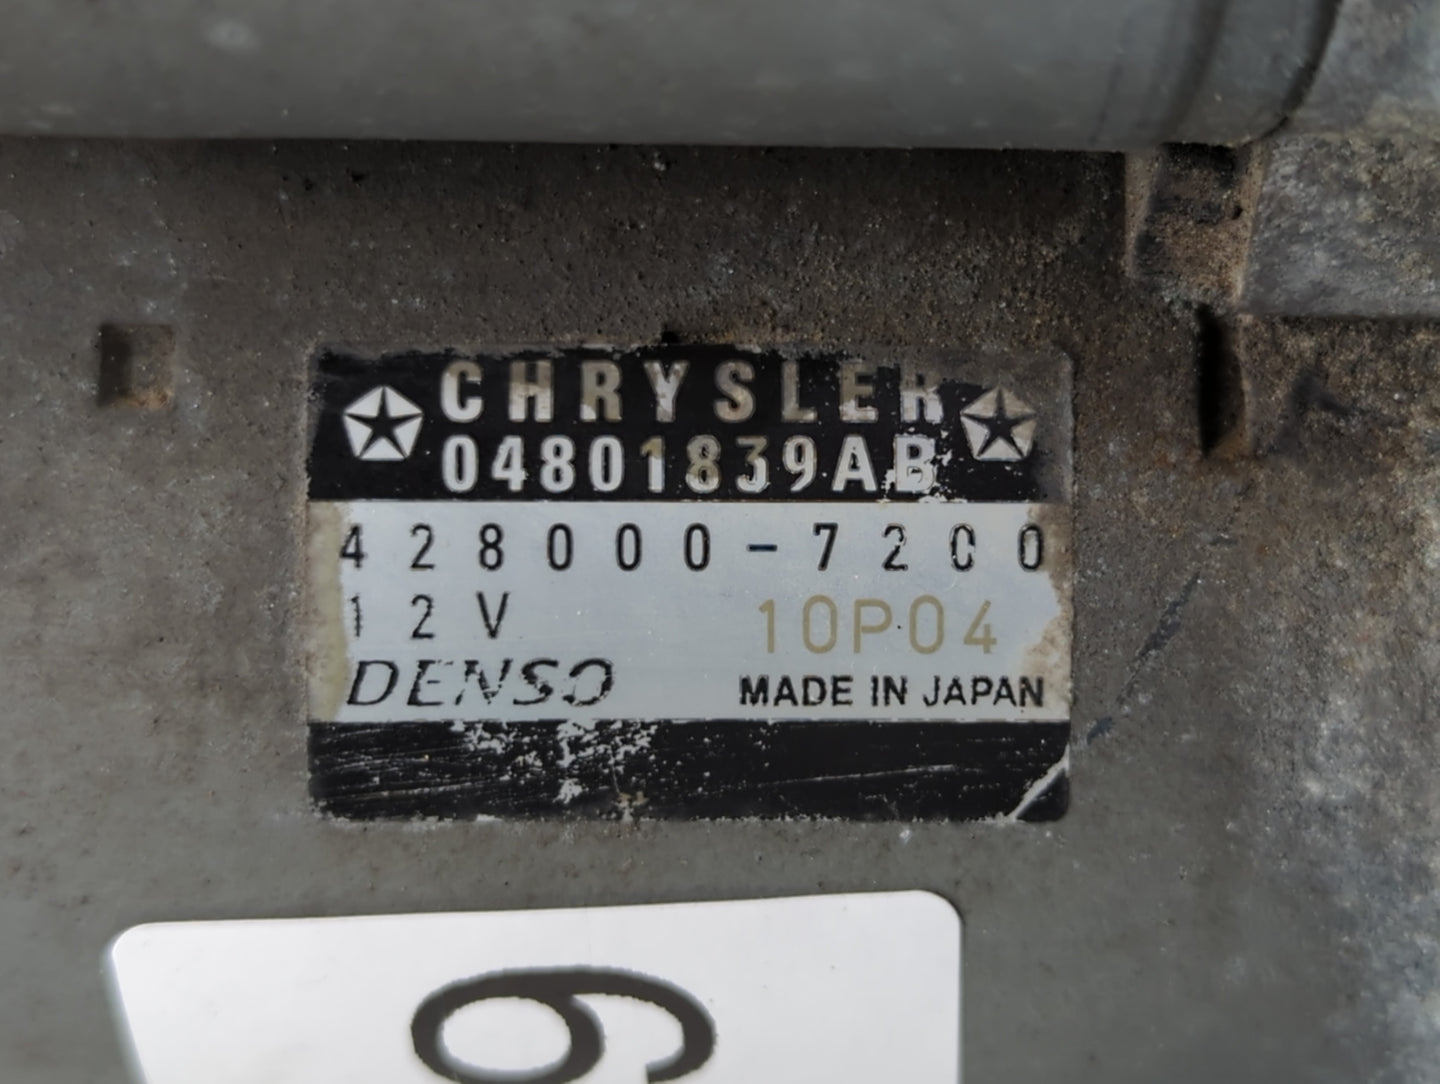 CHRYSLER
04801839AB
428000-7200
12V 10P04
DENSO MADE IN JAPAN